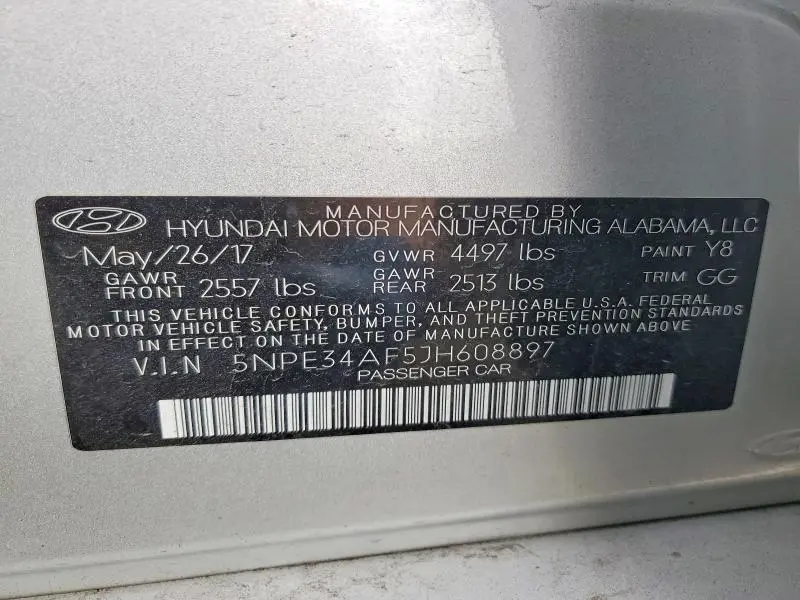 MANUFACTURED BY
HYUNDAI MOTOR MANUFACTURING ALABAMA, LLC
May/26/17 GVWR 4497 lbs PAINT Y8
GAWR FRONT 2557 lbs GAWR REAR 2513 lbs TRIM GG
THIS VEHICLE CONFORMS TO ALL APPLICABLE U.S.A. FEDERAL
MOTOR VEHICLE SAFETY, BUMPER, AND THEFT PREVENTION STANDARDS
IN EFFECT ON THE DATE OF MANUFACTURE SHOWN ABOVE.
V.I.N 5NPE34AF5JH608897
PASSENGER CAR